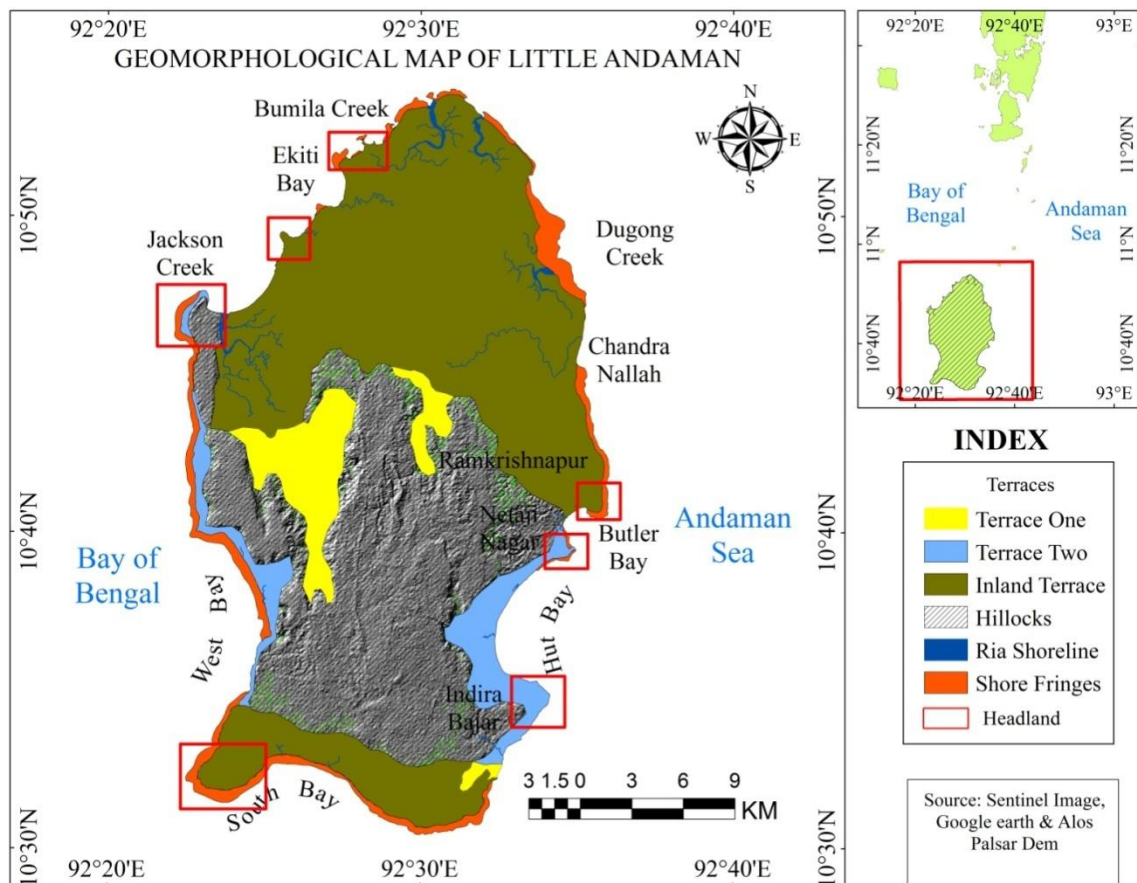 92°20'E 92°30'E 92°40'E
GEOMORPHOLOGICAL MAP OF LITTLE ANDAMAN
Bumila Creek
Ekiti
Bay
Jackson
Creek
N
W E
S
Dugong
Creek
Chandra
Nallah
Ramkrishnapur
Netari
Nagar
Butler
Bay
Andaman
Sea
Bay of
Bengal
West Bay
Hut Bay
Indira
Bajar
South Bay
3 1.5 0 3 6 9
KM
10°50'N
10°40'N
10°30'N
10°50'N
10°40'N
10°30'N
92°20'E 92°30'E 92°40'E
92°20'E 92°40'E 93°E
Bay of
Bengal
Andaman
Sea
11°20'N
11°N
10°40'N
11°20'N
11°N
10°40'N
92°20'E 92°40'E 93°E
INDEX
Terraces
Terrace One
Terrace Two
Inland Terrace
Hillocks
Ria Shoreline
Shore Fringes
Headland
Source: Sentinel Image,
Google earth & Alos
Palsar Dem